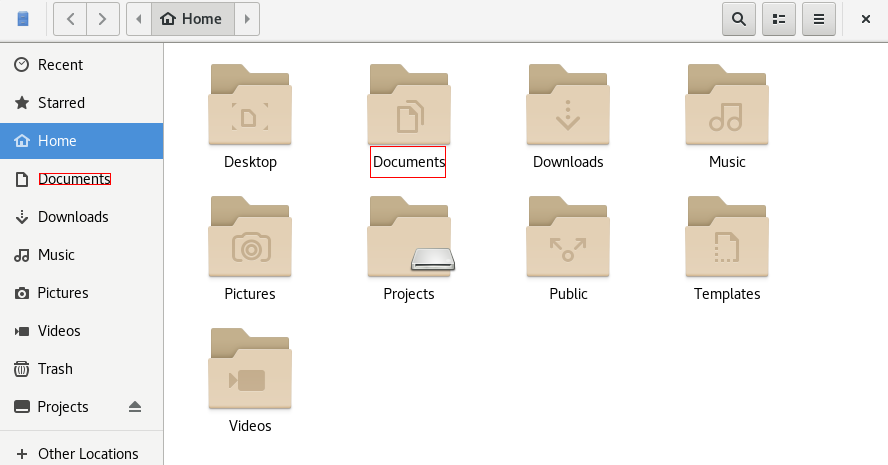 Home
Recent
Starred
Home
Documents
Downloads
Music
Pictures
Videos
Trash
Projects
Other Locations
Desktop Documents Downloads Music
Pictures Projects Public Templates
Videos